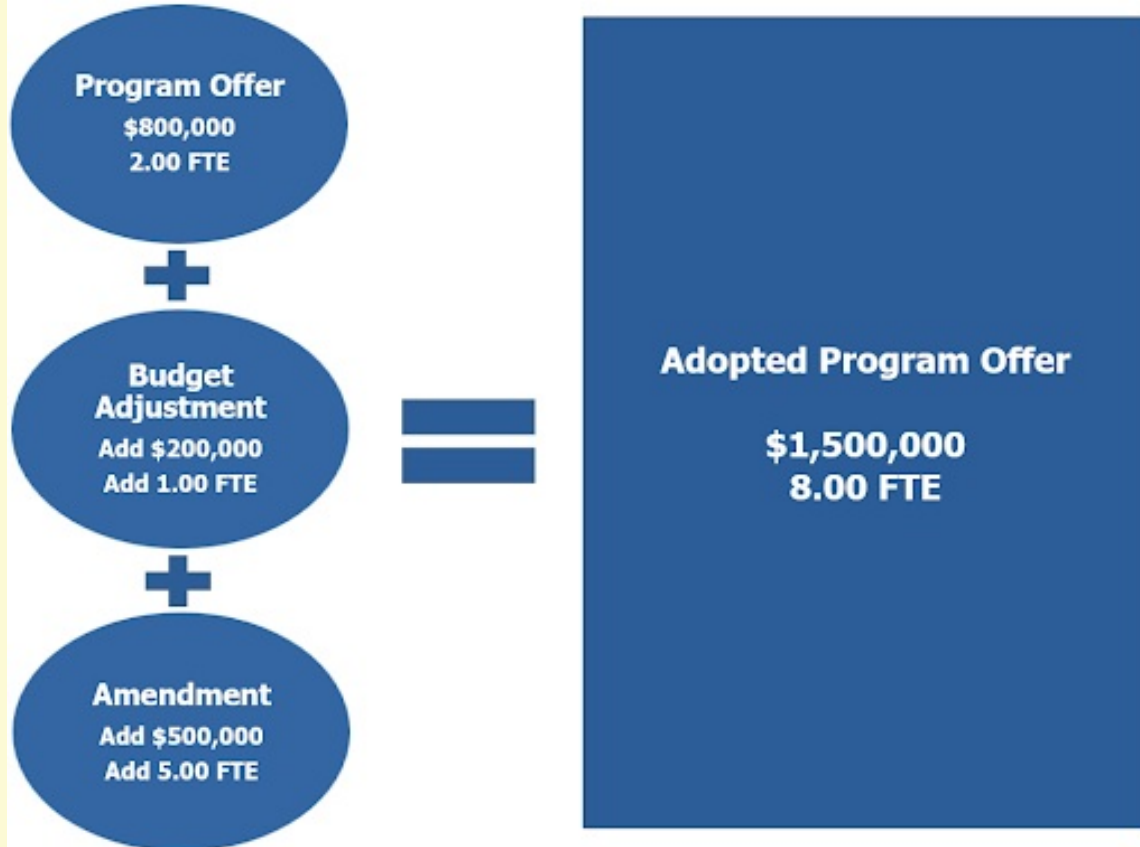 Program Offer
$800,000
2.00 FTE
Budget
Adjustment
Add $200,000
Add 1.00 FTE
Amendment
Add $500,000
Add 5.00 FTE
Adopted Program Offer
$1,500,000
8.00 FTE